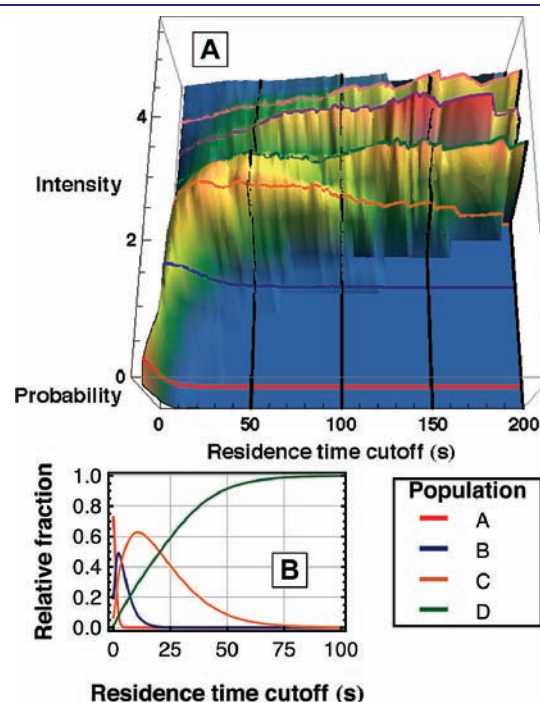 A
4
Intensity
2
0
Probability
0 50 100 150 200
Residence time cutoff (s)
1.0
0.8
0.6
0.4
0.2
0.0
Relative fraction
B
0 25 50 75 100
Residence time cutoff (s)
Population
A
B
C
D